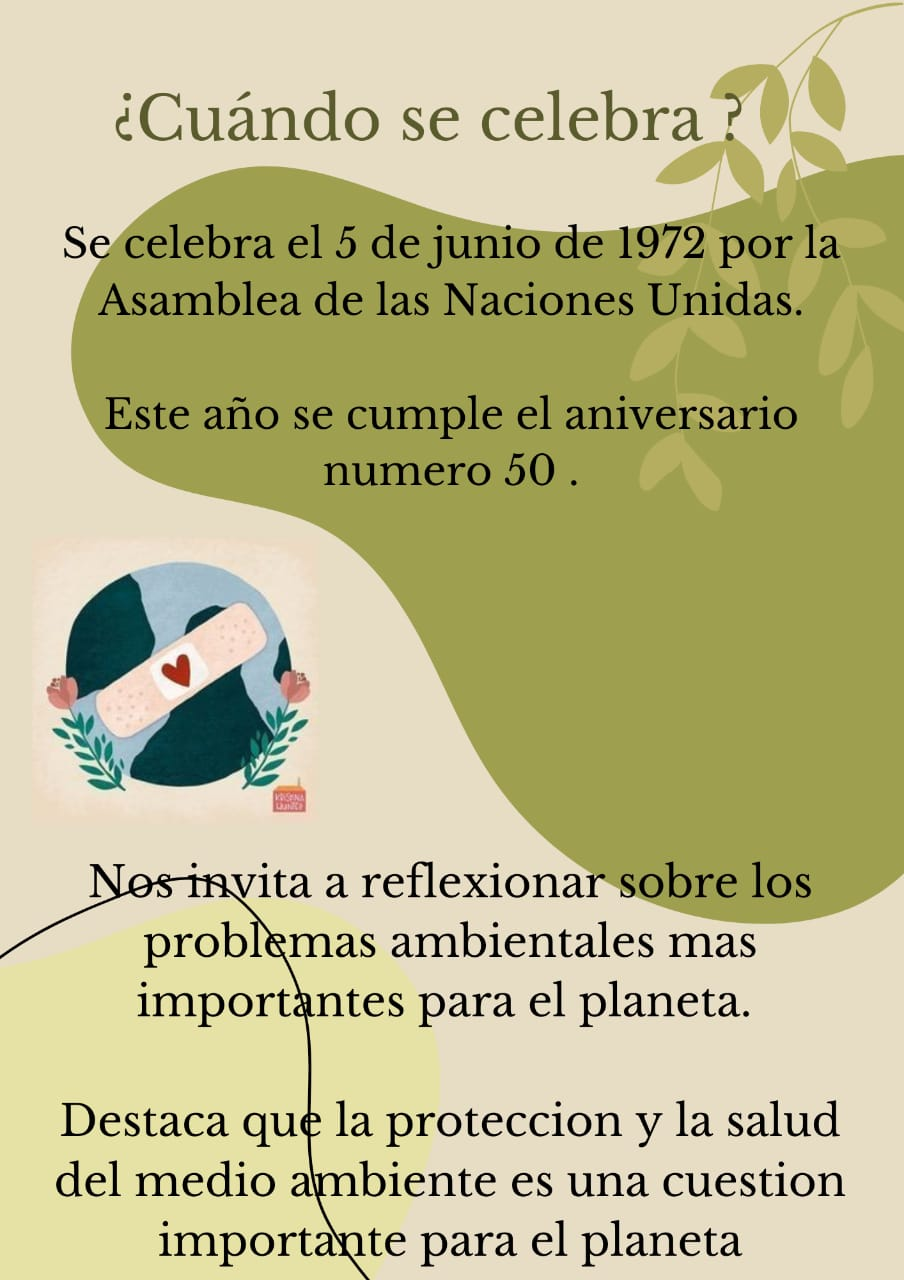 ¿Cuándo se celebra ?
Se celebra el 5 de junio de 1972 por la
Asamblea de las Naciones Unidas.
Este año se cumple el aniversario
numero 50 .
Nos invita a reflexionar sobre los
problemas ambientales mas
importantes para el planeta.
Destaca que la proteccion y la salud
del medio ambiente es una cuestion
importante para el planeta